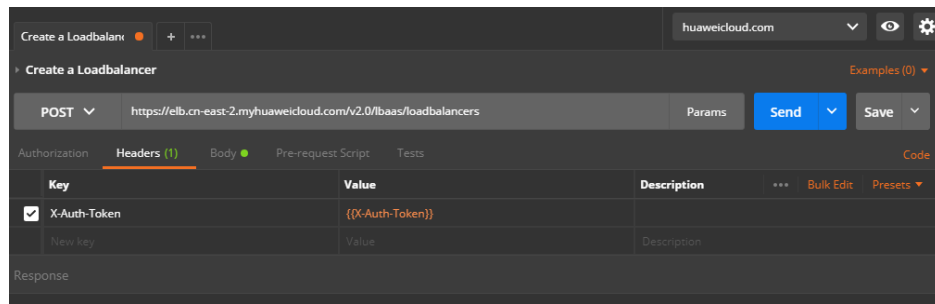 Create a Loadbalanc + ••• huaweicloud.com
Create a Loadbalancer Examples (0)
POST https://elb.cn-east-2.myhuaweicloud.com/v2.0/lbaas/loadbalancers Params Send Save
Authorization Headers (1) Body Pre-request Script Tests Code
Key Value Description ••• Bulk Edit Presets
X-Auth-Token {{X-Auth-Token}}
New key Value Description
Response